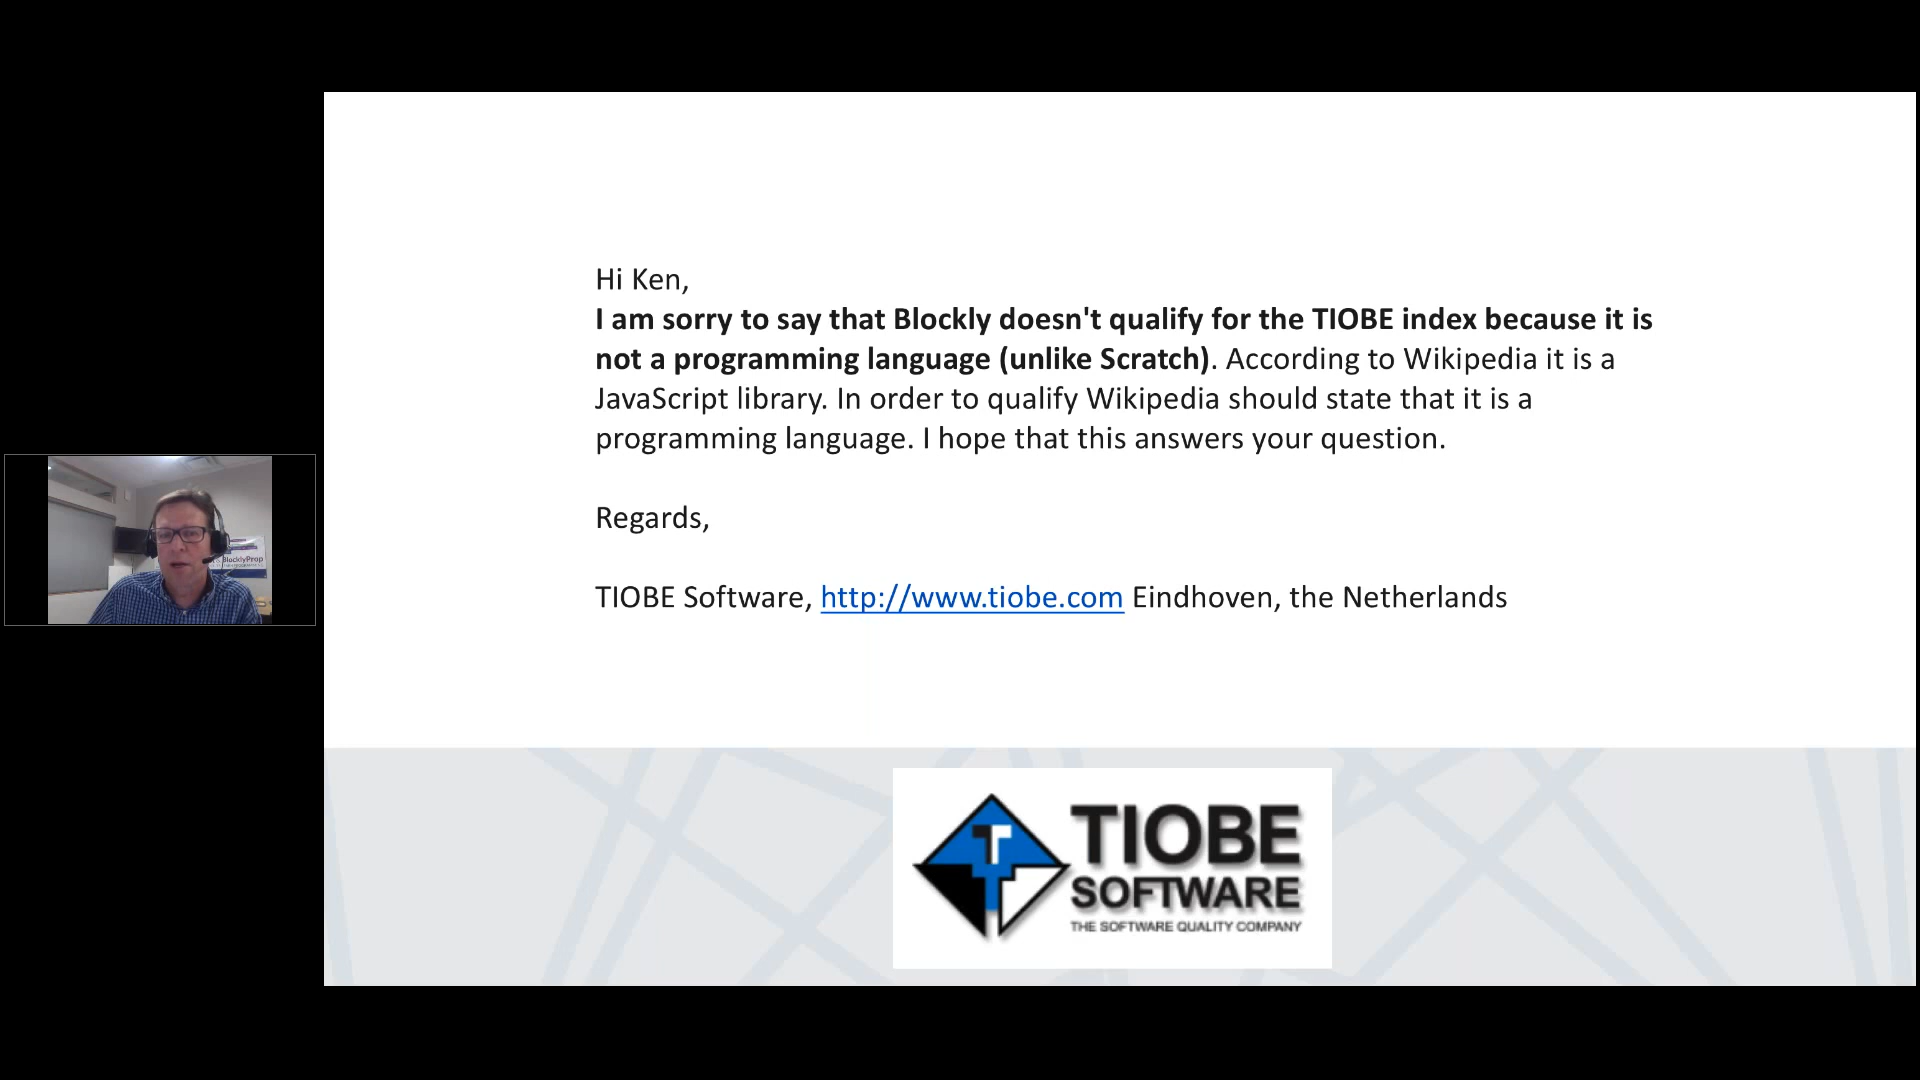 Hi Ken,
I am sorry to say that Blockly doesn't qualify for the TIOBE index because it is
not a programming language (unlike Scratch). According to Wikipedia it is a
JavaScript library. In order to qualify Wikipedia should state that it is a
programming language. I hope that this answers your question.
Regards,
TIOBE Software, http://www.tiobe.com Eindhoven, the Netherlands
BlocklyProp
TIOBE
SOFTWARE
THE SOFTWARE QUALITY COMPANY